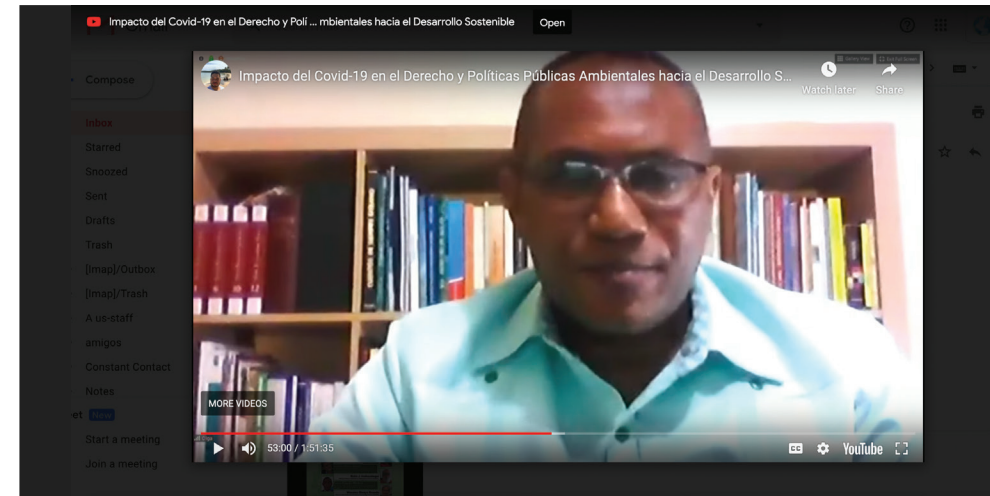 Impacto del Covid-19 en el Derecho y Polí ... mbientales hacia el Desarrollo Sostenible
Open
Impacto del Covid-19 en el Derecho y Políticas Públicas Ambientales hacia el Desarrollo S...
Watch later
Share
Compose
Inbox
Starred
Snoozed
Sent
Drafts
Trash
[Imap]/Outbox
[Imap]/Trash
A us-staff
amigos
Constant Contact
Notes
et New
Start a meeting
Join a meeting
MORE VIDEOS
53:00 / 1:51:35
CC
YouTube